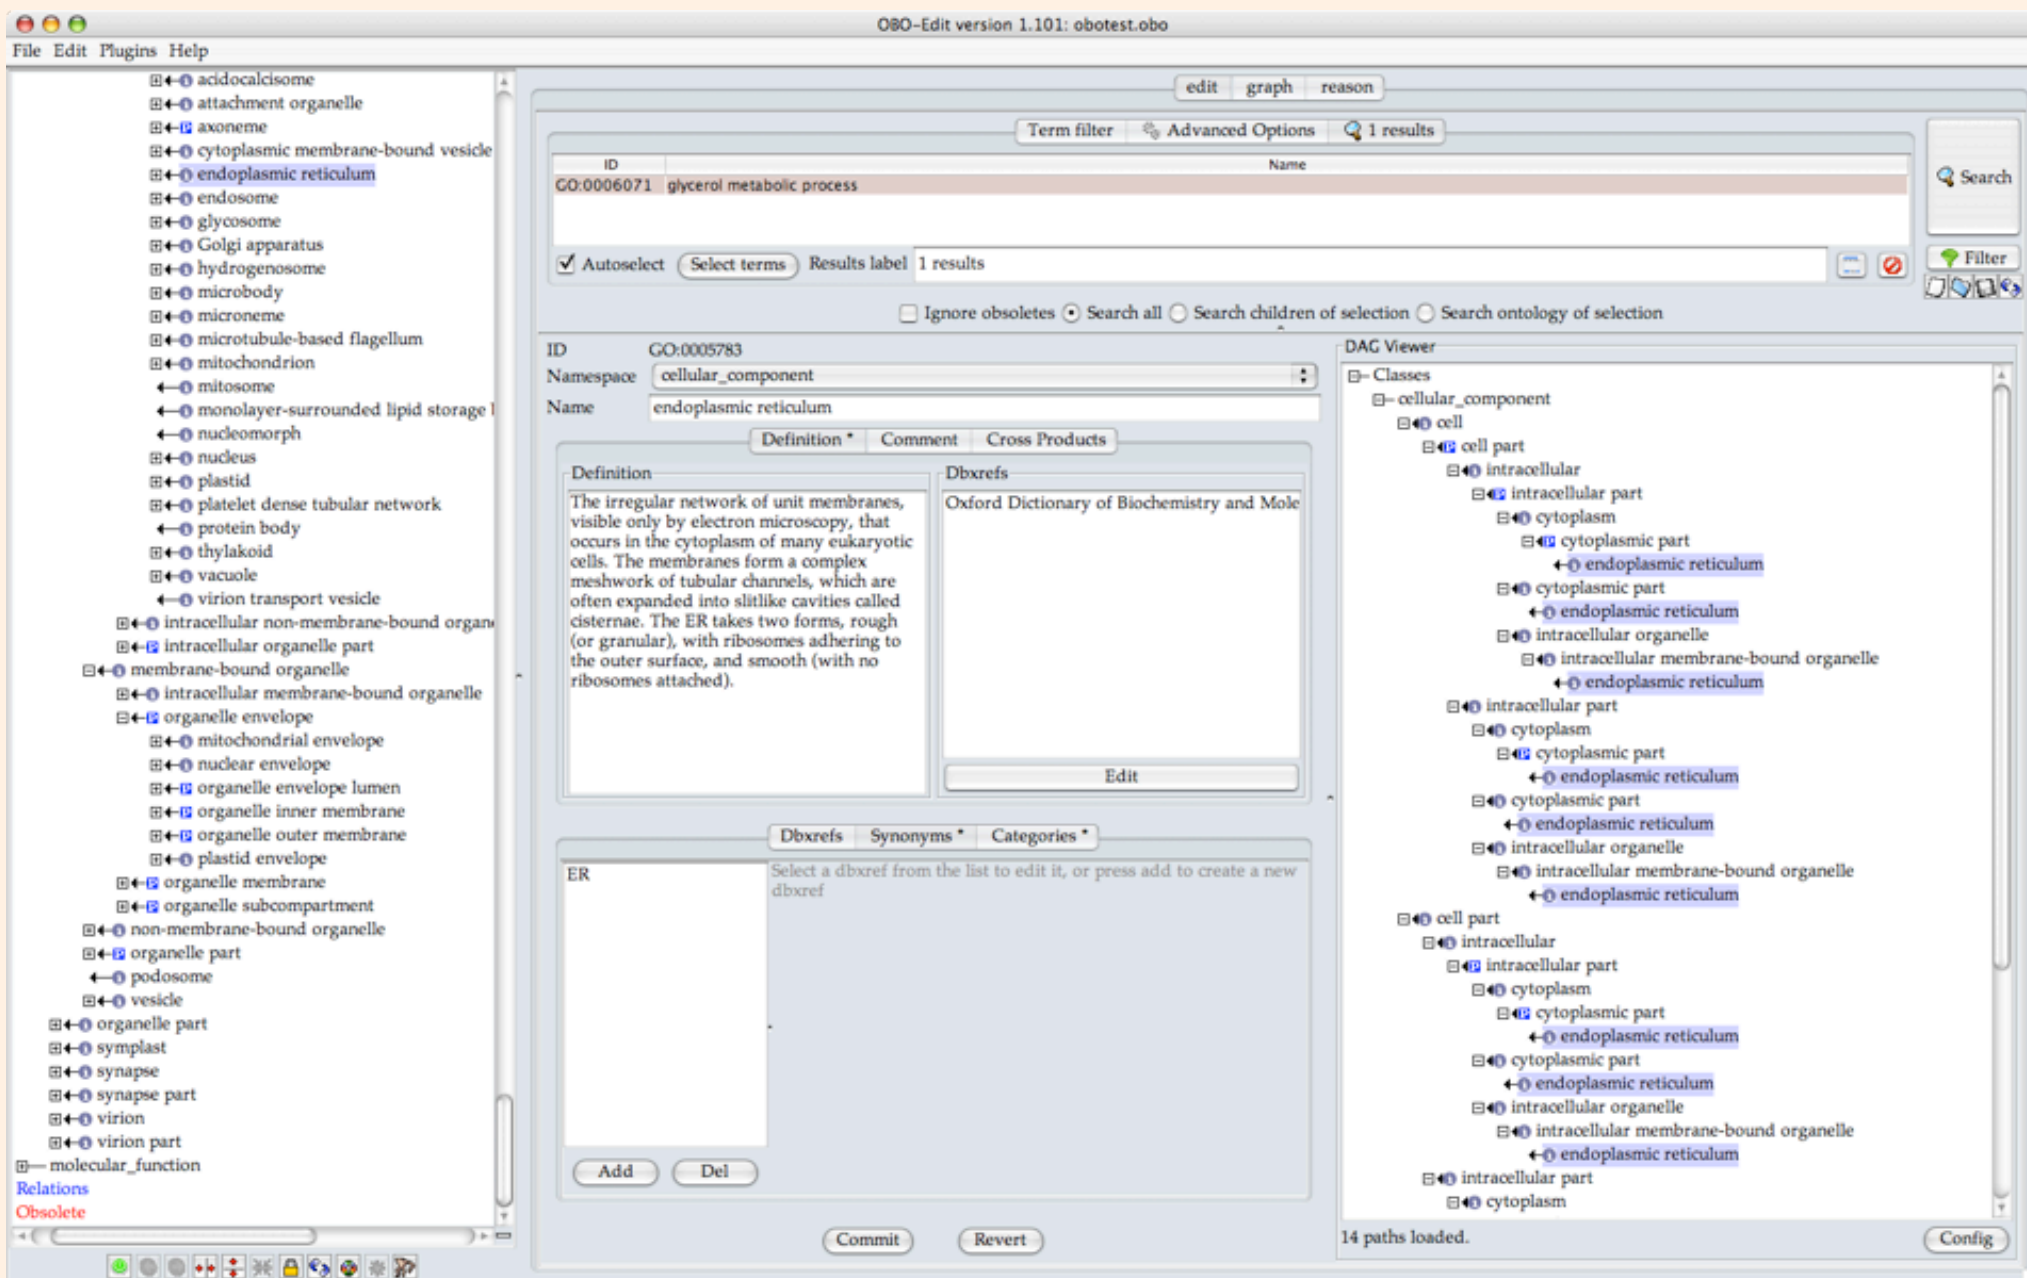 OBO-Edit version 1.101: obotest.obo
File Edit Plugins Help
acidocalcisome
attachment organelle
axoneme
cytoplasmic membrane-bound vesicle
endoplasmic reticulum
endosome
glycosome
Golgi apparatus
hydrogenosome
microbody
microneme
microtubule-based flagellum
mitochondrion
mitosome
monolayer-surrounded lipid storage
nucleomorph
nucleus
plastid
platelet dense tubular network
protein body
thylakoid
vacuole
virion transport vesicle
intracellular non-membrane-bound organ
intracellular organelle part
membrane-bound organelle
intracellular membrane-bound organelle
organelle envelope
mitochondrial envelope
nuclear envelope
organelle envelope lumen
organelle inner membrane
organelle outer membrane
plastid envelope
organelle membrane
organelle subcompartment
non-membrane-bound organelle
organelle part
podosome
vesicle
organelle part
symplast
synapse
synapse part
virion
virion part
molecular_function
Relations
Obsolete
edit graph reason
Term filter Advanced Options 1 results
ID Name
GO:0006071 glycerol metabolic process
Search
Autoselect Select terms Results label 1 results
Filter
Ignore obsoletes Search all Search children of selection Search ontology of selection
ID GO:0005783
Namespace cellular_component
Name endoplasmic reticulum
Definition * Comment Cross Products
Definition
The irregular network of unit membranes,
visible only by electron microscopy, that
occurs in the cytoplasm of many eukaryotic
cells. The membranes form a complex
meshwork of tubular channels, which are
often expanded into slitlike cavities called
cisternae. The ER takes two forms, rough
(or granular), with ribosomes adhering to
the outer surface, and smooth (with no
ribosomes attached).
Dbxrefs
Oxford Dictionary of Biochemistry and Mole
Edit
Dbxrefs Synonyms * Categories *
ER
Select a dbxref from the list to edit it, or press add to create a new
dbxref
Add Del
Commit Revert
DAG Viewer
Classes
cellular_component
cell
cell part
intracellular
intracellular part
cytoplasm
cytoplasmic part
endoplasmic reticulum
cytoplasmic part
endoplasmic reticulum
intracellular organelle
intracellular membrane-bound organelle
endoplasmic reticulum
intracellular part
cytoplasm
cytoplasmic part
endoplasmic reticulum
cytoplasmic part
endoplasmic reticulum
intracellular organelle
intracellular membrane-bound organelle
endoplasmic reticulum
cell part
intracellular
intracellular part
cytoplasm
cytoplasmic part
endoplasmic reticulum
cytoplasmic part
endoplasmic reticulum
intracellular organelle
intracellular membrane-bound organelle
endoplasmic reticulum
intracellular part
cytoplasm
14 paths loaded.
Config